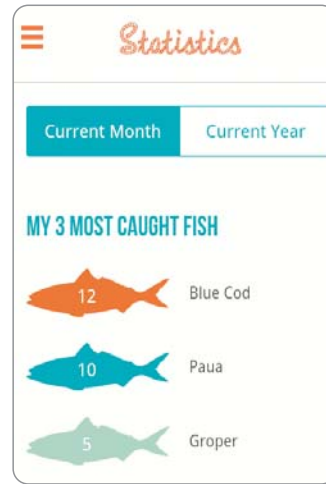 Statistics
Current Month Current Year
MY 3 MOST CAUGHT FISH
12 Blue Cod
10 Paua
5 Groper